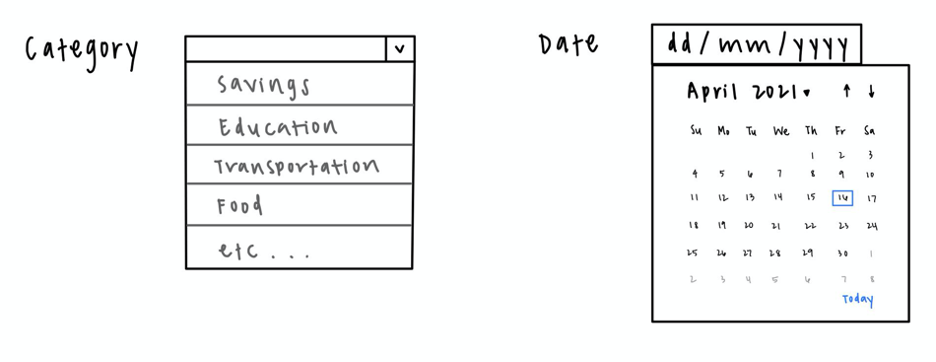 Category
Savings
Education
Transportation
Food
etc...
Date
dd/mm/yyyy
April 2021
Su Mo Tu We Th Fr Sa
1 2 3
4 5 6 7 8 9 10
11 12 13 14 15 16 17
18 19 20 21 22 23 24
25 26 27 28 29 30 1
2 3 4 5 6 7 8
Today